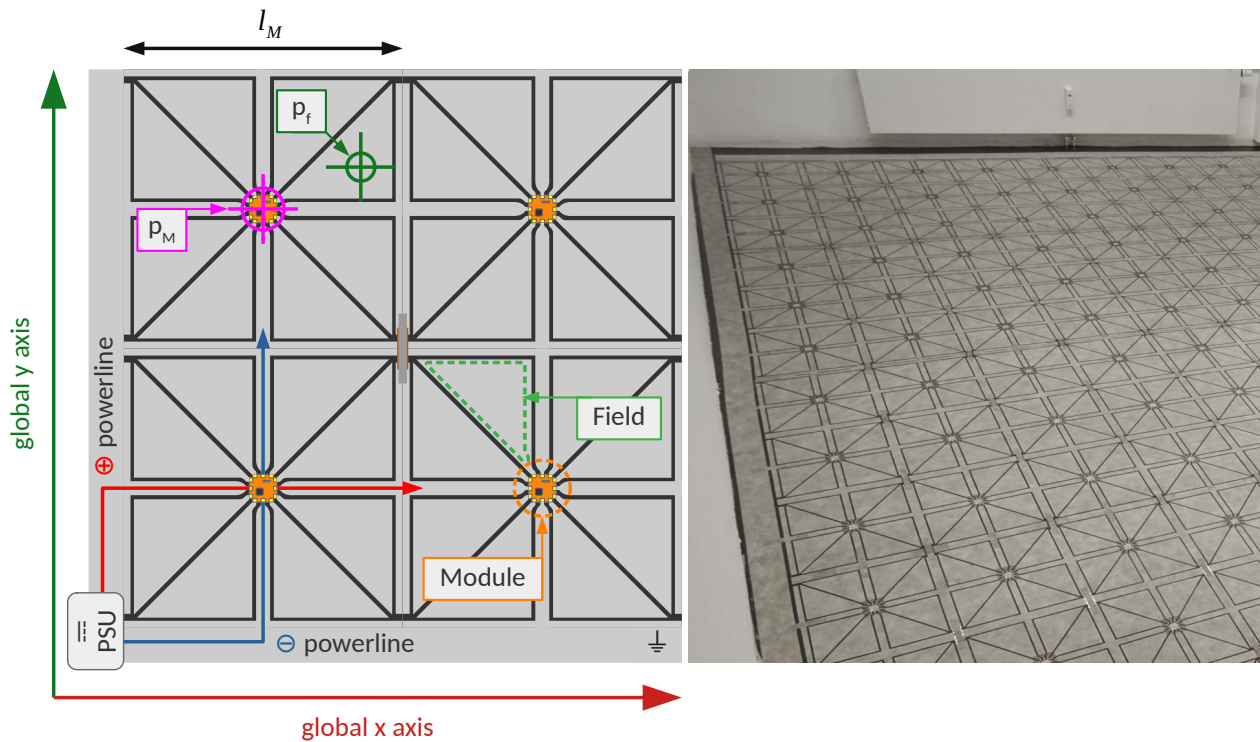 l_M
p_f
p_M
global y axis
⊕ powerline
Field
Module
PSU
⊖ powerline
global x axis